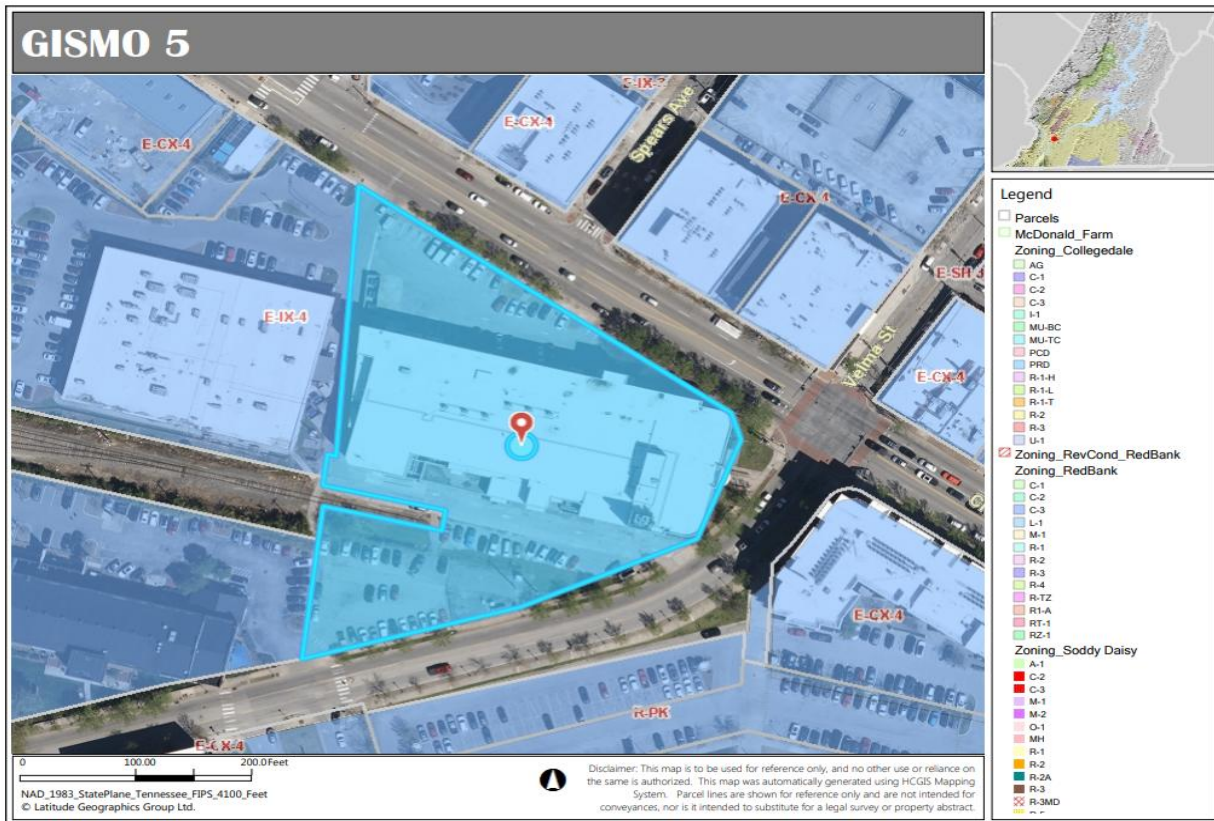 GISMO 5
E-CX-4
E-CX-4
Spears Ave
E-CX 4
E-SH
E-IX-4
Velma St
E-CX-4
E-CX-4
R-PK
E-CX-4
0 100.00 200.0 Feet
NAD_1983_StatePlane_Tennessee_FIPS_4100_Feet
© Latitude Geographics Group Ltd.
Disclaimer: This map is to be used for reference only, and no other use or reliance on
the same is authorized. This map was automatically generated using HCGIS Mapping
System. Parcel lines are shown for reference only and are not intended for
conveyances, nor is it intended to substitute for a legal survey or property abstract.
Legend
Parcels
McDonald_Farm
Zoning_Collegedale
AG
C-1
C-2
C-3
I-1
MU-BC
MU-TC
PCD
PRD
R-1-H
R-1-L
R-1-T
R-2
R-3
U-1
Zoning_RevCond_RedBank
Zoning_RedBank
C-1
C-2
C-3
L-1
M-1
R-1
R-2
R-3
R-4
R-TZ
R1-A
RT-1
RZ-1
Zoning_Soddy Daisy
A-1
C-2
C-3
M-1
M-2
O-1
MH
R-1
R-2
R-2A
R-3
R-3MD